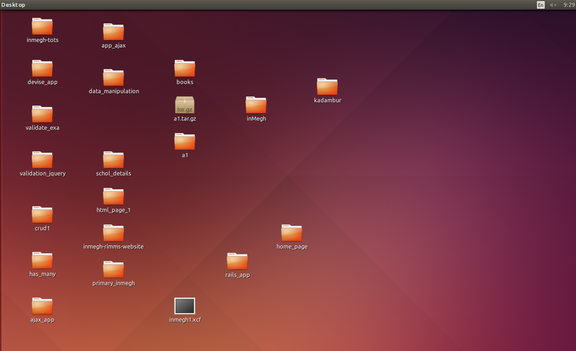 Desktop
En
9:29
inmegh-tots
app_ajax
devise_app
data_manipulation
books
kadambur
validate_exa
a1.tar.gz
inMegh
a1
validation_jquery
schol_details
html_page_1
crud1
inmegh-rimms-website
home_page
has_many
primary_inmegh
rails_app
ajax_app
inmegh1.xcf